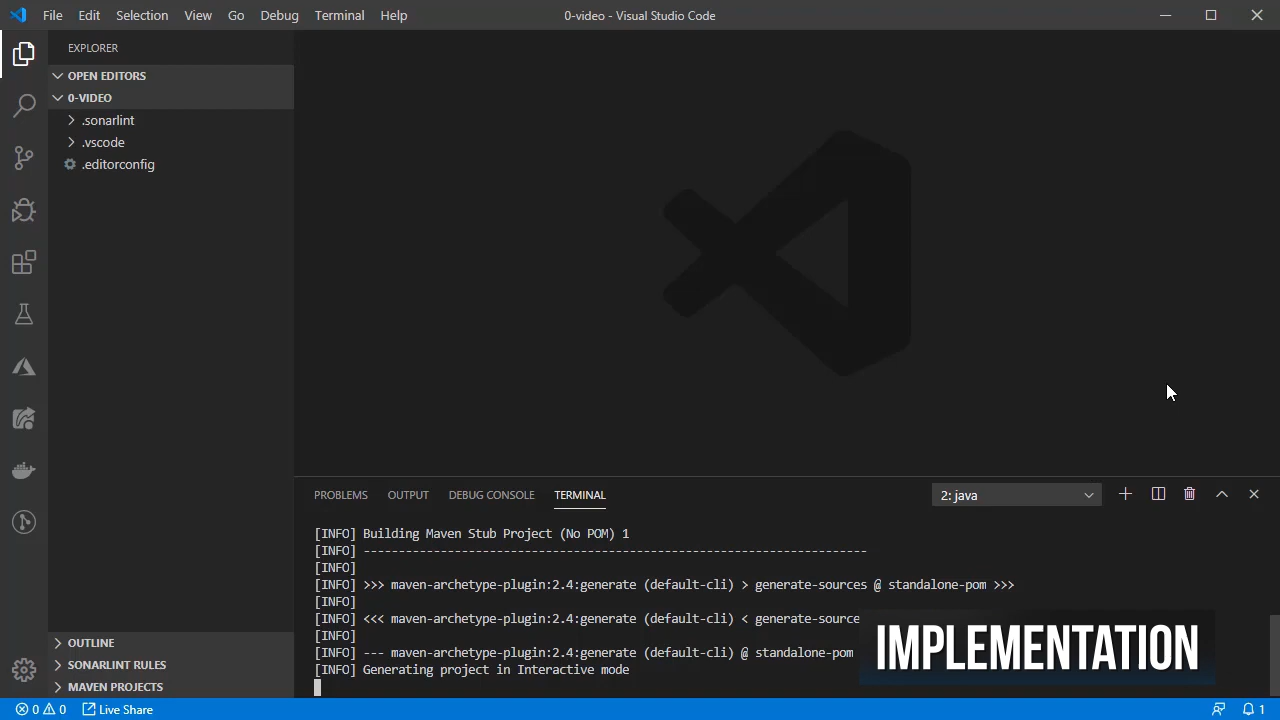 File Edit Selection View Go Debug Terminal Help
0-video - Visual Studio Code
EXPLORER
OPEN EDITORS
0-VIDEO
.sonarlint
.vscode
.editorconfig
OUTLINE
SONARLINT RULES
MAVEN PROJECTS
PROBLEMS OUTPUT DEBUG CONSOLE TERMINAL
2: java
[INFO] Building Maven Stub Project (No POM) 1
[INFO] ------------------------------------------------------------------------
[INFO]
[INFO] >>> maven-archetype-plugin:2.4:generate (default-cli) > generate-sources @ standalone-pom >>>
[INFO]
[INFO] <<< maven-archetype-plugin:2.4:generate (default-cli) < generate-source
[INFO]
[INFO] --- maven-archetype-plugin:2.4:generate (default-cli) @ standalone-pom
[INFO] Generating project in Interactive mode
IMPLEMENTATION
0 0 Live Share
1